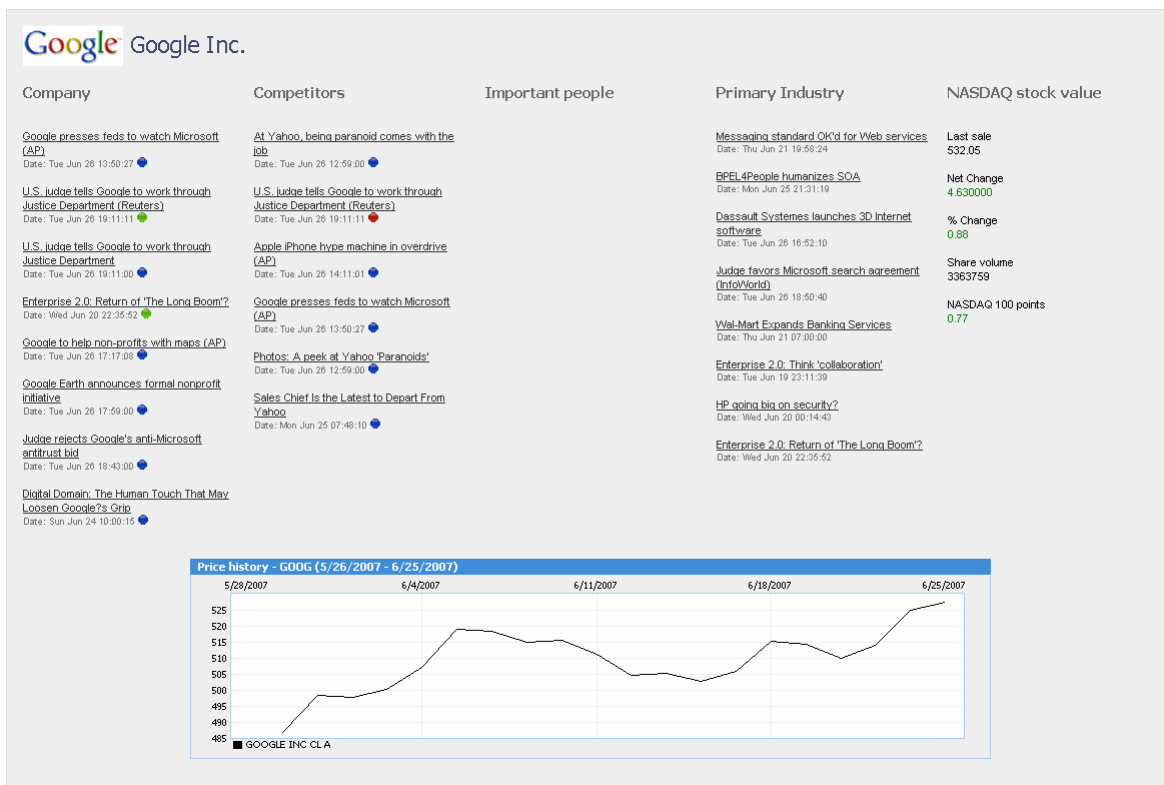 Google Google Inc.
Company
Google presses feds to watch Microsoft
(AP)
Date: Tue Jun 26 13:50:27
U.S. judge tells Google to work through
Justice Department (Reuters)
Date: Tue Jun 26 19:11:11
U.S. judge tells Google to work through
Justice Department
Date: Tue Jun 26 19:11:00
Enterprise 2.0: Return of 'The Long Boom'?
Date: Wed Jun 20 22:35:52
Google to help non-profits with maps (AP)
Date: Tue Jun 26 17:17:08
Google Earth announces formal nonprofit
initiative
Date: Tue Jun 26 17:59:00
Judge rejects Google's anti-Microsoft
antitrust bid
Date: Tue Jun 26 18:43:00
Digital Domain: The Human Touch That May
Loosen Google?s Grip
Date: Sun Jun 24 10:00:15
Competitors
At Yahoo, being paranoid comes with the
job
Date: Tue Jun 26 12:59:00
U.S. judge tells Google to work through
Justice Department (Reuters)
Date: Tue Jun 26 19:11:11
Apple iPhone hype machine in overdrive
(AP)
Date: Tue Jun 26 14:11:01
Google presses feds to watch Microsoft
(AP)
Date: Tue Jun 26 13:50:27
Photos: A peek at Yahoo 'Paranoids'
Date: Tue Jun 26 12:59:00
Sales Chief Is the Latest to Depart From
Yahoo
Date: Mon Jun 25 07:48:10
Important people
Primary Industry
Messaging standard OK'd for Web services
Date: Thu Jun 21 19:58:24
BPEL4People humanizes SOA
Date: Mon Jun 25 21:31:19
Dassault Systemes launches 3D Internet
software
Date: Tue Jun 26 16:52:10
Judge favors Microsoft search agreement
(InfoWorld)
Date: Tue Jun 26 18:50:40
Wal-Mart Expands Banking Services
Date: Thu Jun 21 07:00:00
Enterprise 2.0: Think 'collaboration'
Date: Tue Jun 19 23:11:39
HP going big on security?
Date: Wed Jun 20 00:14:43
Enterprise 2.0: Return of 'The Long Boom'?
Date: Wed Jun 20 22:35:52
NASDAQ stock value
Last sale
532.05
Net Change
4.630000
% Change
0.88
Share volume
3363759
NASDAQ 100 points
0.77
Price history - GOOG (5/26/2007 - 6/25/2007)
5/28/2007 6/4/2007 6/11/2007 6/18/2007 6/25/2007
525
520
515
510
505
500
495
490
485
GOOGLE INC CL A